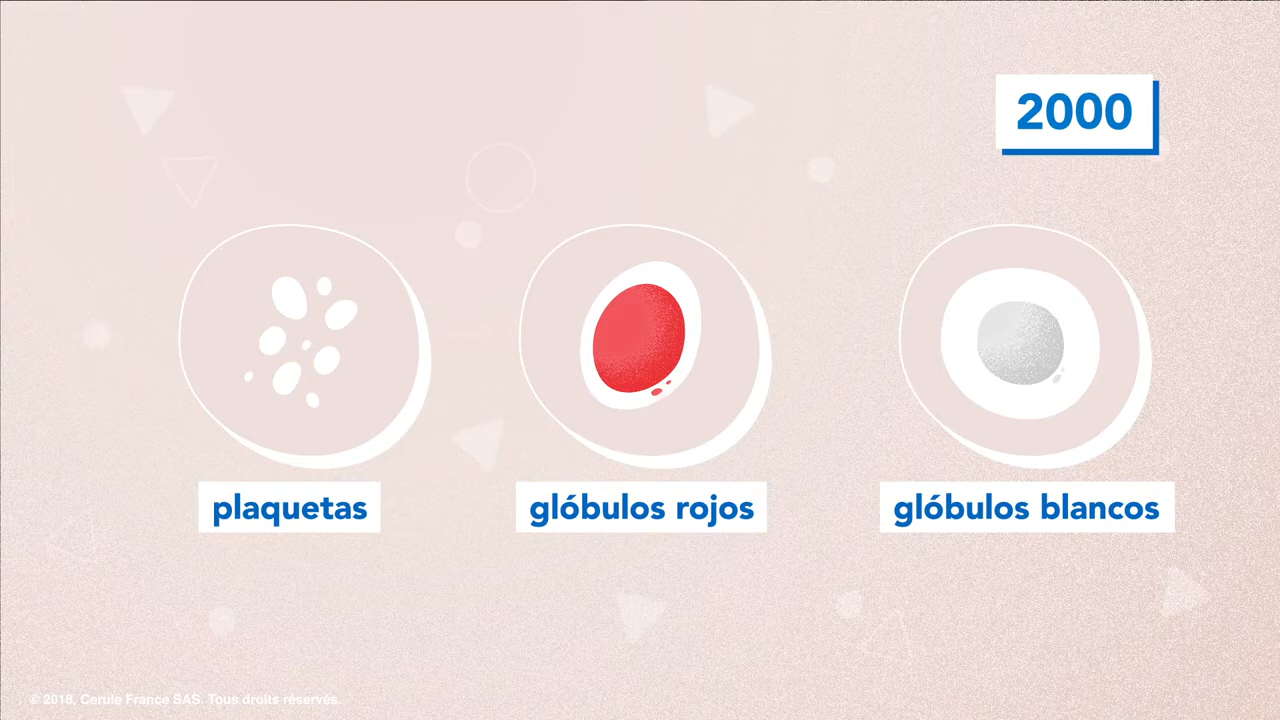 2000
plaquetas
glóbulos rojos
glóbulos blancos
© 2018. Cerule France SAS. Tous droits réservés.